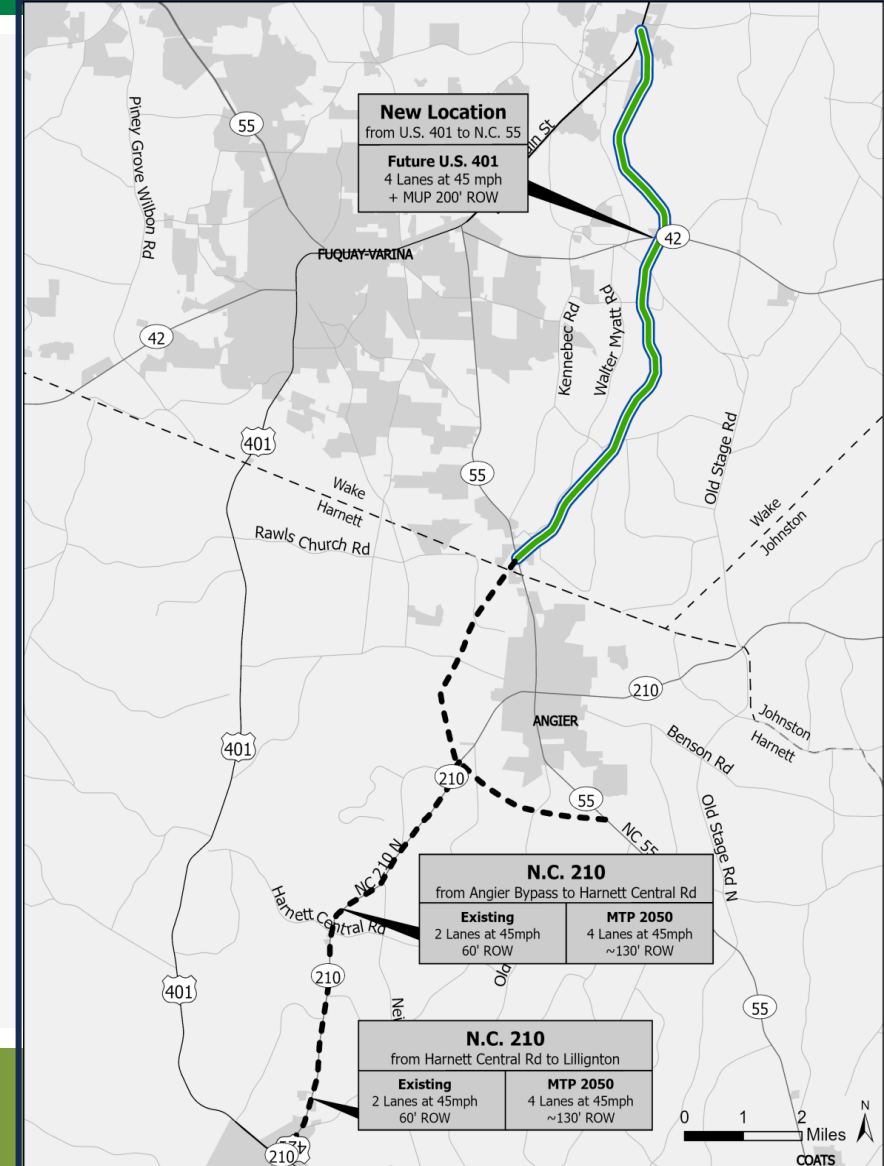 New Location
from U.S. 401 to N.C. 55
Future U.S. 401
4 Lanes at 45 mph
+ MUP 200' ROW
in St
55
Piney Grove Wilbon Rd
42
FUQUAY-VARINA
Kennebec Rd
Walter Myatt Rd
42
401
55
Old Stage Rd
Wake
Harnett
Wake
Johnston
Rawls Church Rd
210
ANGIER
Johnston
Harnett
401
Benson Rd
210
55
NC 55
Old Stage Rd N
NC 210 N
N.C. 210
from Angier Bypass to Harnett Central Rd
Existing
2 Lanes at 45mph
60' ROW
MTP 2050
4 Lanes at 45mph
~130' ROW
Harnett Central Rd
210
Old
401
Nei
55
N.C. 210
from Harnett Central Rd to Lillignton
Existing
2 Lanes at 45mph
60' ROW
MTP 2050
4 Lanes at 45mph
~130' ROW
210
0 1 2
Miles
N
COATS